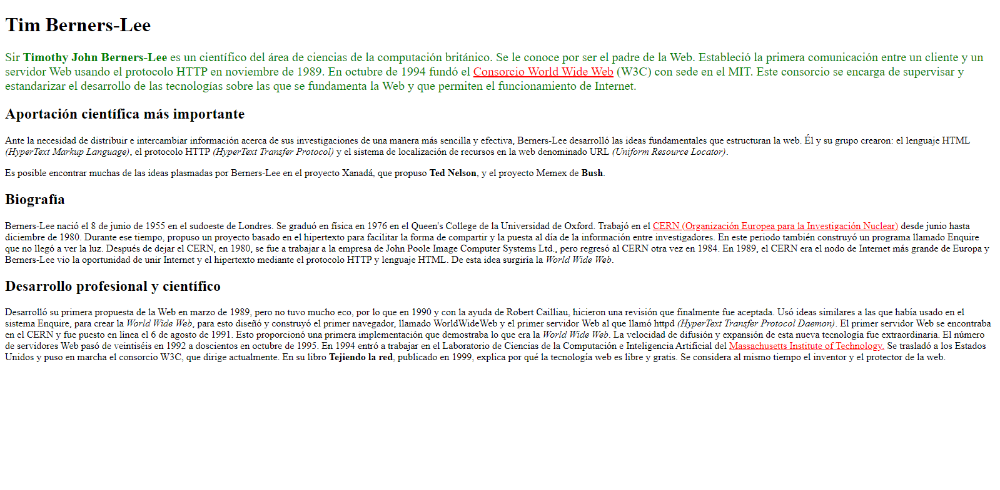 Tim Berners-Lee
Sir Timothy John Berners-Lee es un científico del área de ciencias de la computación británico. Se le conoce por ser el padre de la Web. Estableció la primera comunicación entre un cliente y un
servidor Web usando el protocolo HTTP en noviembre de 1989. En octubre de 1994 fundó el Consorcio World Wide Web (W3C) con sede en el MIT. Este consorcio se encarga de supervisar y
estandarizar el desarrollo de las tecnologías sobre las que se fundamenta la Web y que permiten el funcionamiento de Internet.
Aportación científica más importante
Ante la necesidad de distribuir e intercambiar información acerca de sus investigaciones de una manera más sencilla y efectiva, Berners-Lee desarrolló las ideas fundamentales que estructuran la web. Él y su grupo crearon: el lenguaje HTML
(HyperText Markup Language), el protocolo HTTP (HyperText Transfer Protocol) y el sistema de localización de recursos en la web denominado URL (Uniform Resource Locator).
Es posible encontrar muchas de las ideas plasmadas por Berners-Lee en el proyecto Xanadá, que propuso Ted Nelson, y el proyecto Memex de Bush.
Biografía
Berners-Lee nació el 8 de junio de 1955 en el sudoeste de Londres. Se graduó en física en 1976 en el Queen's College de la Universidad de Oxford. Trabajó en el CERN (Organización Europea para la Investigación Nuclear) desde junio hasta
diciembre de 1980. Durante ese tiempo, propuso un proyecto basado en el hipertexto para facilitar la forma de compartir y la puesta al día de la información entre investigadores. En este periodo también construyó un programa llamado Enquire
que no llegó a ver la luz. Después de dejar el CERN, en 1980, se fue a trabajar a la empresa de John Poole Image Computer Systems Ltd., pero regresó al CERN otra vez en 1984. En 1989, el CERN era el nodo de Internet más grande de Europa y
Berners-Lee vio la oportunidad de unir Internet y el hipertexto mediante el protocolo HTTP y lenguaje HTML. De esta idea surgiría la World Wide Web.
Desarrollo profesional y científico
Desarrolló su primera propuesta de la Web en marzo de 1989, pero no tuvo mucho eco, por lo que en 1990 y con la ayuda de Robert Cailliau, hicieron una revisión que finalmente fue aceptada. Usó ideas similares a las que había usado en el
sistema Enquire, para crear la World Wide Web, para esto diseñó y construyó el primer navegador, llamado WorldWideWeb y el primer servidor Web al que llamó httpd (HyperText Transfer Protocol Daemon). El primer servidor Web se encontraba
en el CERN y fue puesto en línea el 6 de agosto de 1991. Esto proporcionó una primera implementación que demostraba lo que era la World Wide Web. La velocidad de difusión y expansión de esta nueva tecnología fue extraordinaria. El número
de servidores Web pasó de veintiséis en 1992 a doscientos en octubre de 1995. En 1994 entró a trabajar en el Laboratorio de Ciencias de la Computación e Inteligencia Artificial del Massachusetts Institute of Technology. Se trasladó a los Estados
Unidos y puso en marcha el consorcio W3C, que dirige actualmente. En su libro Tejiendo la red, publicado en 1999, explica por qué la tecnología web es libre y gratis. Se considera al mismo tiempo el inventor y el protector de la web.